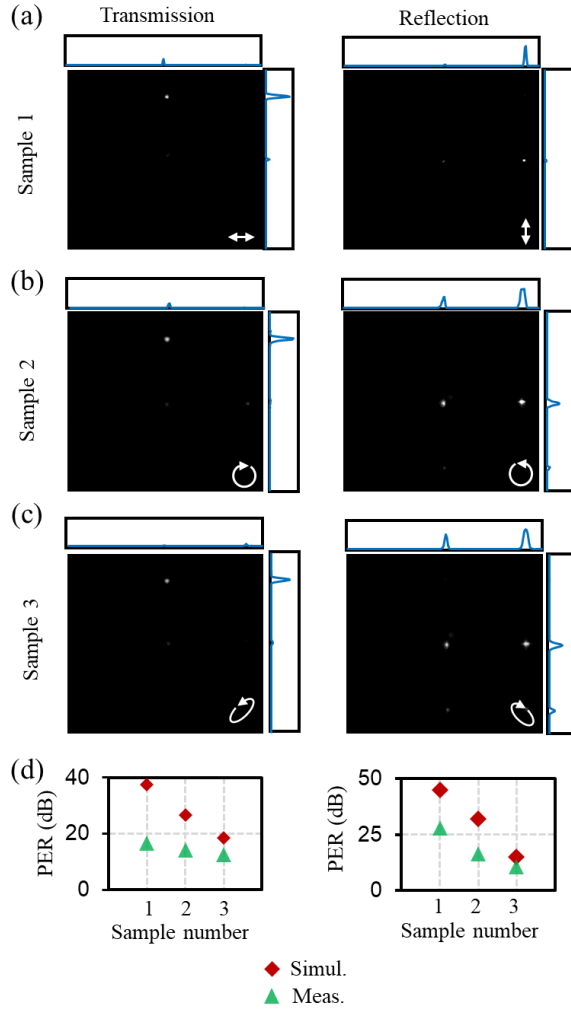 (a)
Transmission
Reflection
Sample 1
(b)
Sample 2
(c)
Sample 3
(d)
40
20
0
PER (dB)
1 2 3
Sample number
50
25
0
PER (dB)
1 2 3
Sample number
Simul.
Meas.